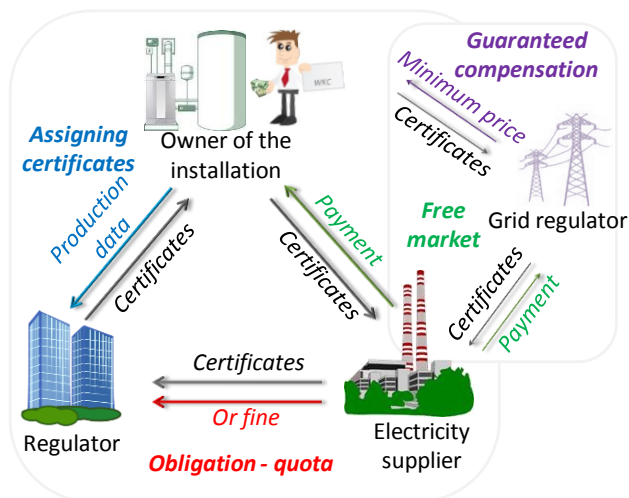 Guaranteed
compensation
WKC
Minimum price
Certificates
Assigning
certificates
Owner of the
installation
Grid regulator
Production
data
Certificates
Payment
Certificates
Free
market
Certificates
Payment
Certificates
Or fine
Regulator
Electricity
supplier
Obligation - quota